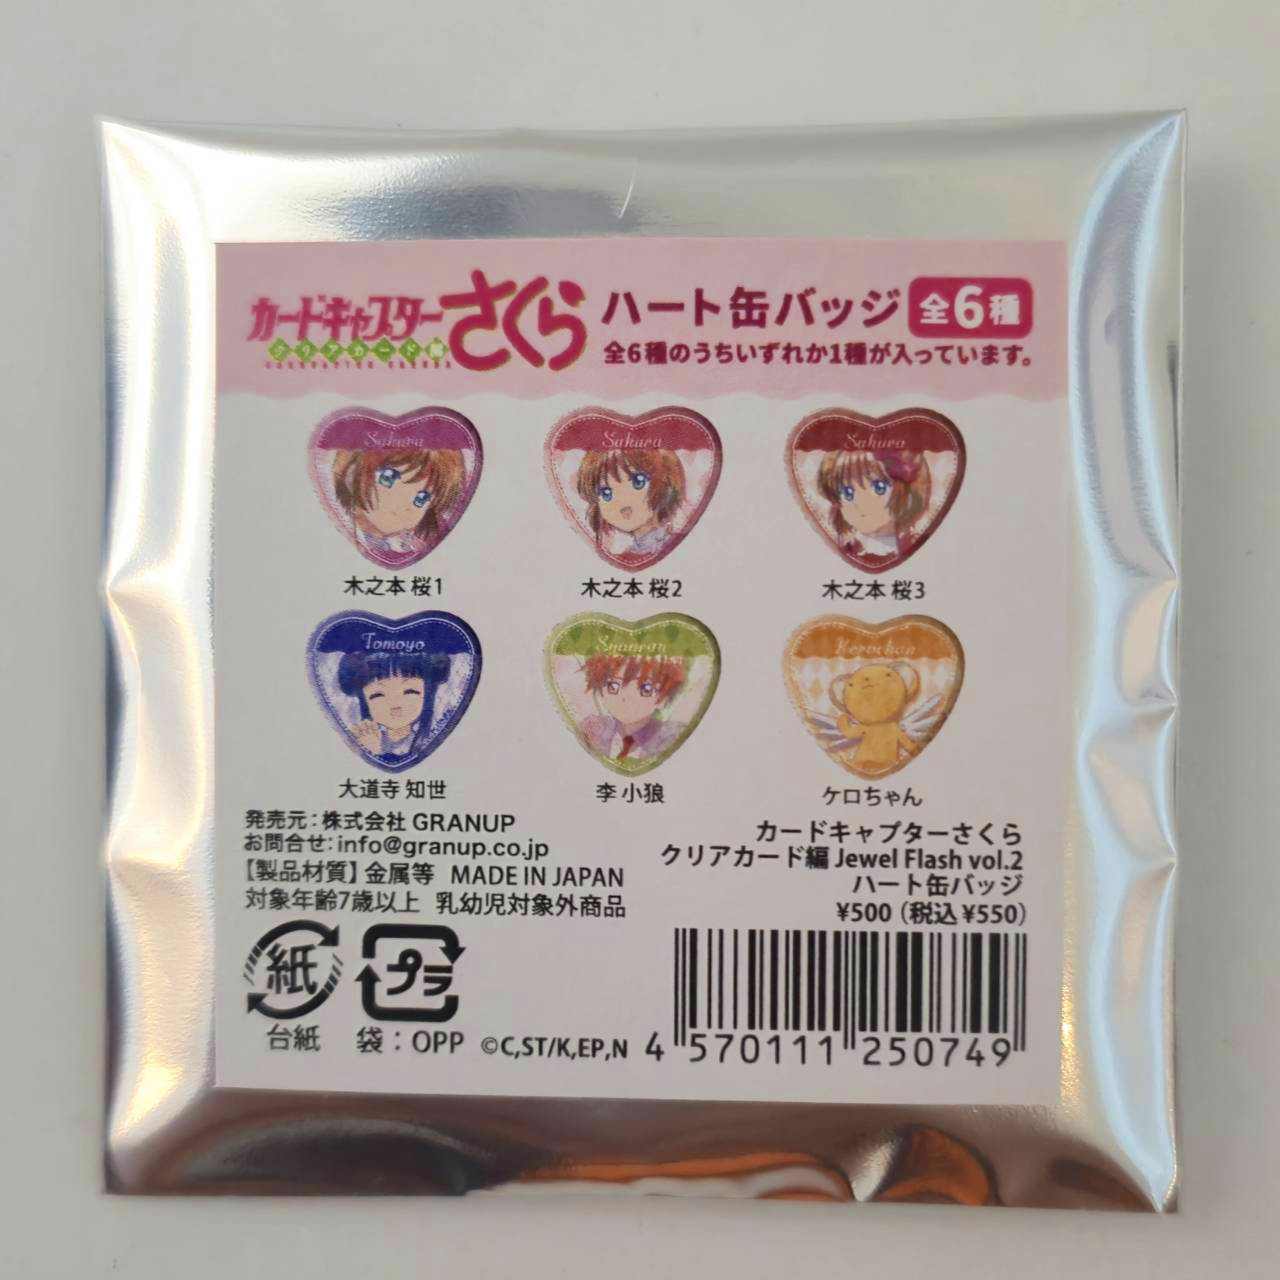 カードキャプターさくら
クリアカード編
ハート缶バッジ 全6種
全6種のうちいずれか1種が入っています。
Sakura Sakura Sakura
木之本 桜1 木之本 桜2 木之本 桜3
Tomoyo Syaoran Kerochan
大道寺 知世 李 小狼 ケロちゃん
発売元：株式会社 GRANUP
お問合せ：info@granup.co.jp
【製品材質】金属等 MADE IN JAPAN
対象年齢7歳以上 乳幼児対象外商品
カードキャプターさくら
クリアカード編 Jewel Flash vol.2
ハート缶バッジ
¥500（税込¥550）
紙 プラ
台紙 袋：OPP ©C,ST/K,EP,N
4 570111 250749